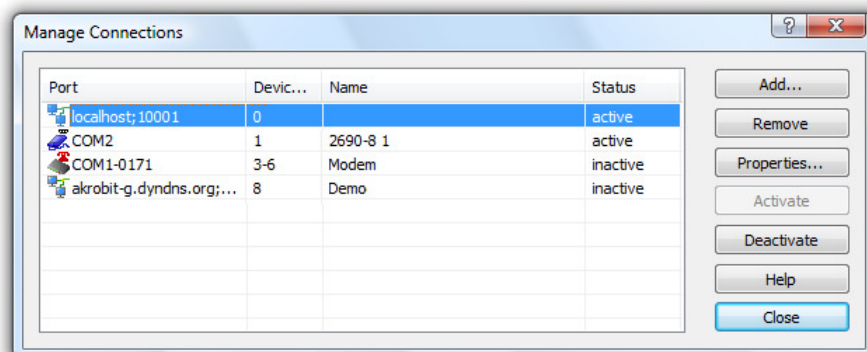 Manage Connections
Port Devic... Name Status
localhost;10001 0 active
COM2 1 2690-8 1 active
COM1-0171 3-6 Modem inactive
akrobit-g.dyndns.org;... 8 Demo inactive
Add...
Remove
Properties...
Activate
Deactivate
Help
Close